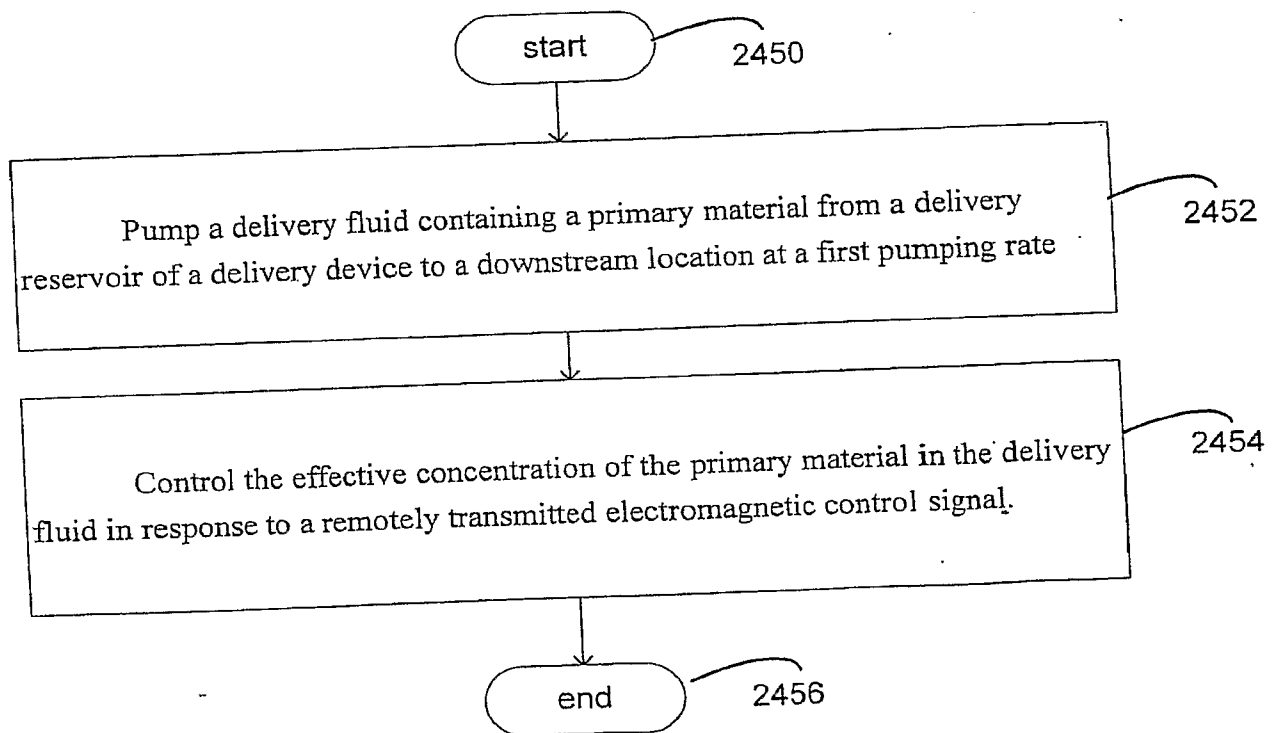 start
2450
Pump a delivery fluid containing a primary material from a delivery
reservoir of a delivery device to a downstream location at a first pumping rate
2452
Control the effective concentration of the primary material in the delivery
fluid in response to a remotely transmitted electromagnetic control signal.
2454
end
2456